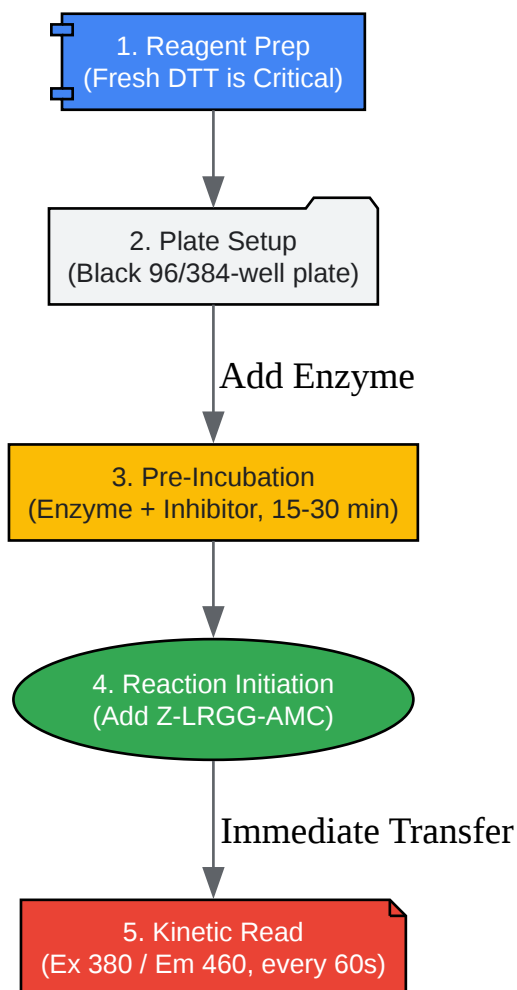 1. Reagent Prep
(Fresh DTT is Critical)
2. Plate Setup
(Black 96/384-well plate)
Add Enzyme
3. Pre-Incubation
(Enzyme + Inhibitor, 15-30 min)
4. Reaction Initiation
(Add Z-LRGG-AMC)
Immediate Transfer
5. Kinetic Read
(Ex 380 / Em 460, every 60s)